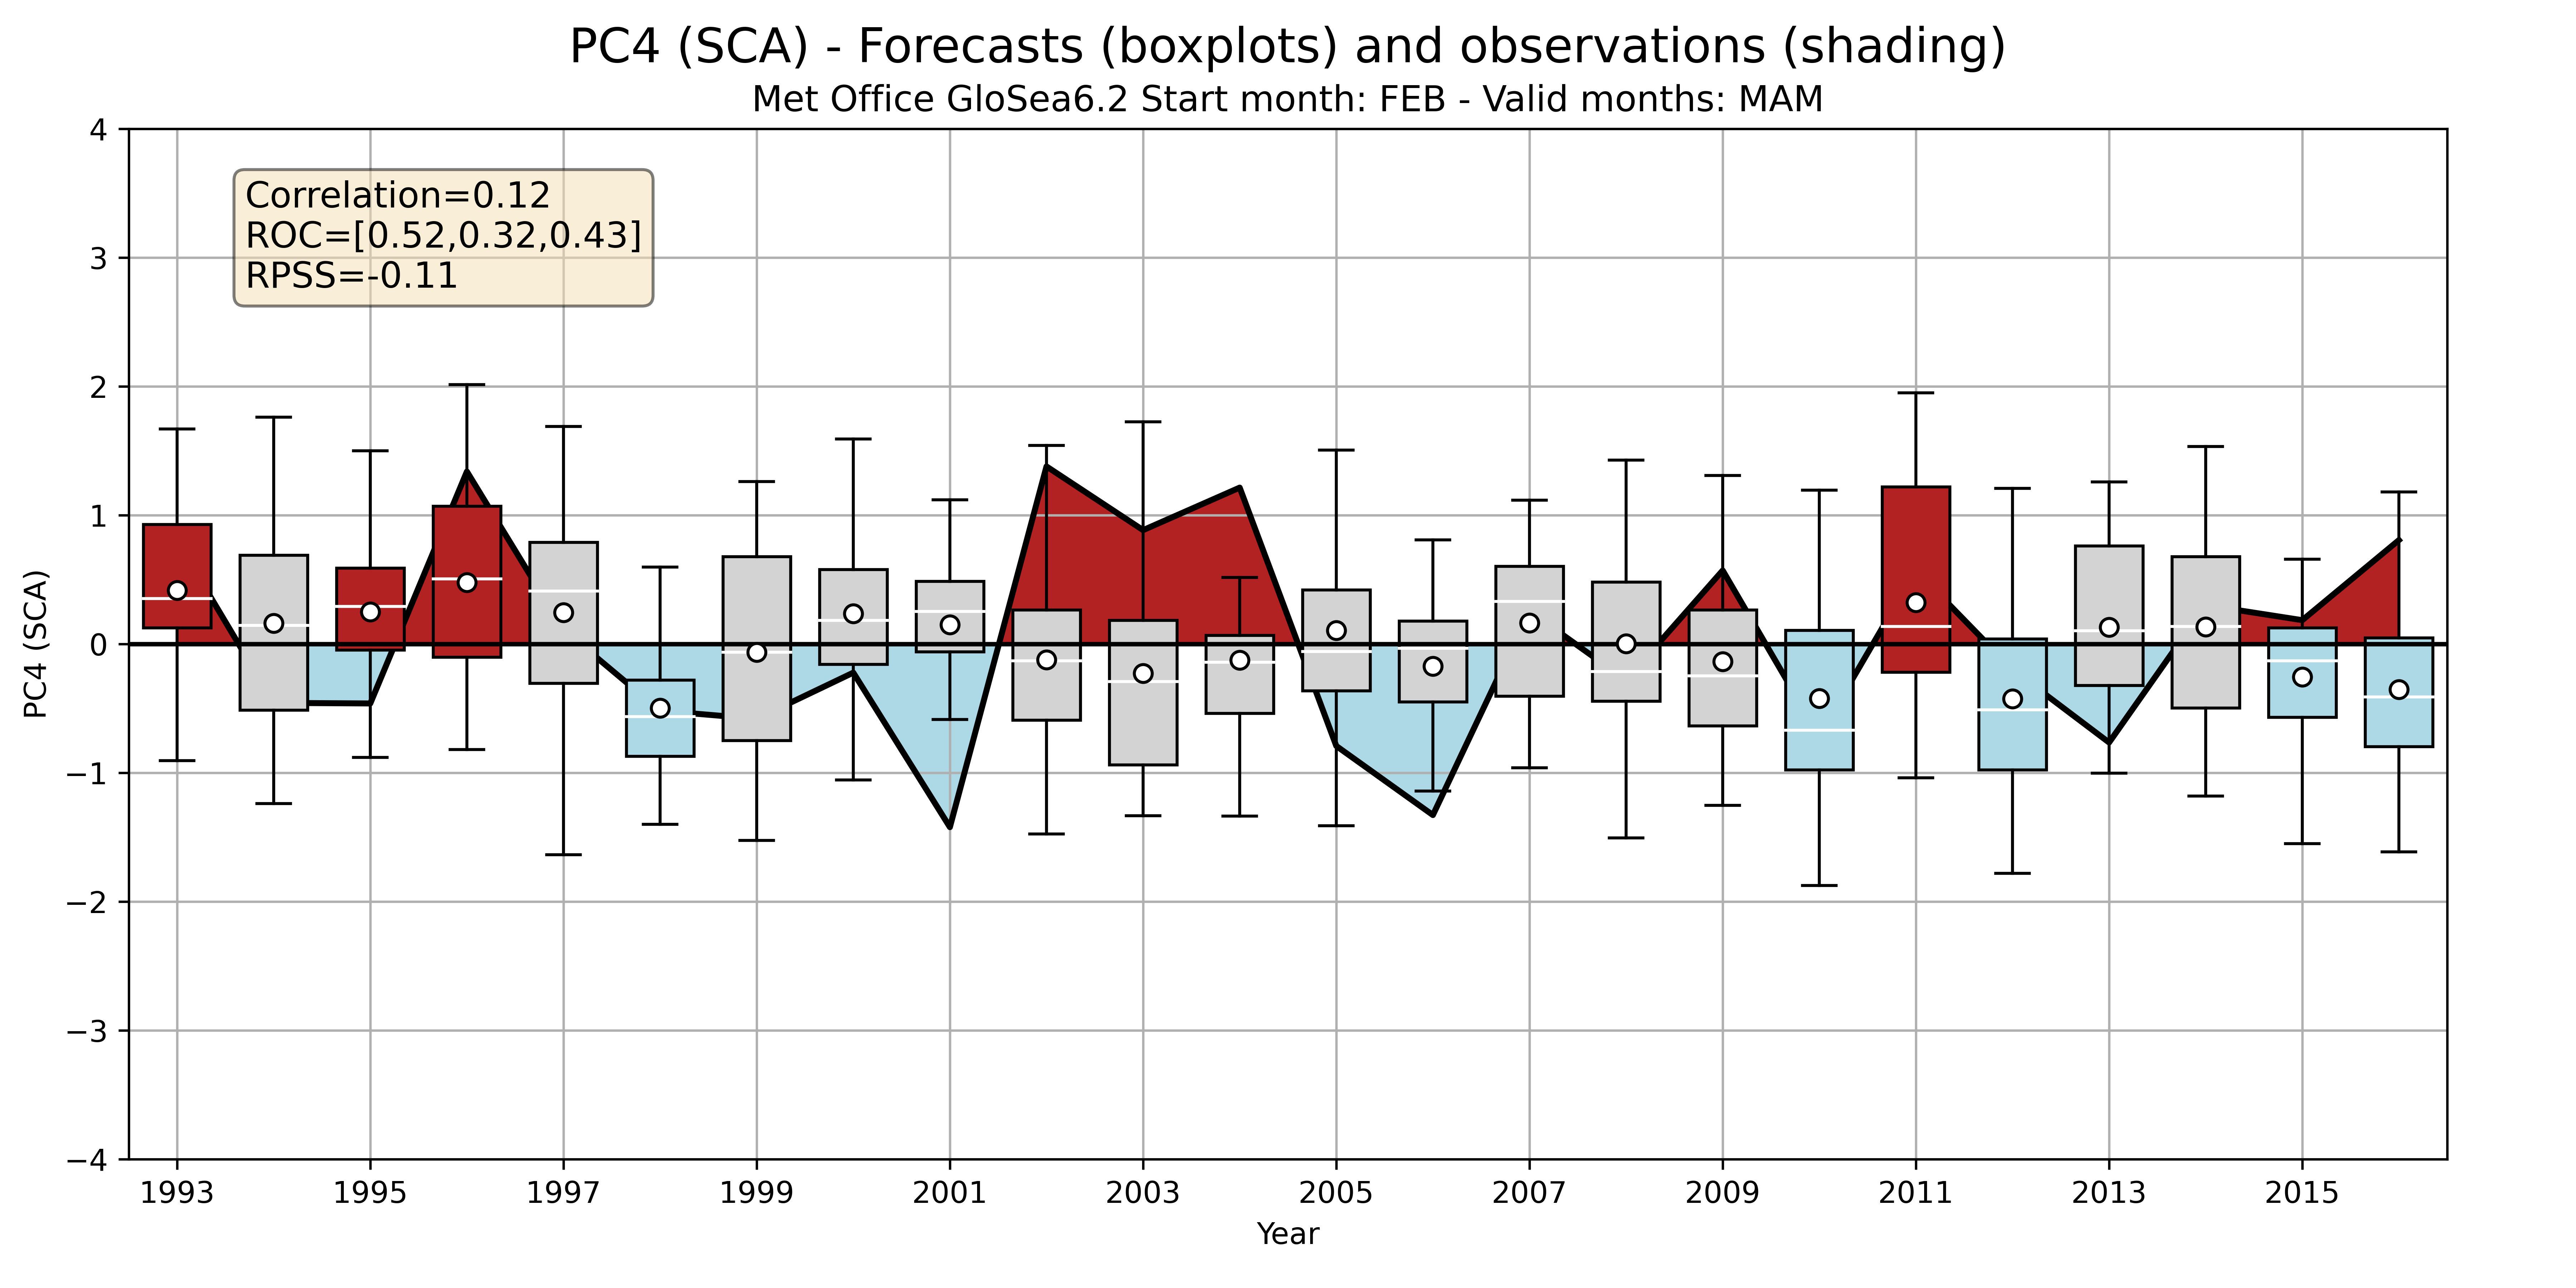 PC4 (SCA) - Forecasts (boxplots) and observations (shading)
Met Office GloSea6.2 Start month: FEB - Valid months: MAM
Correlation=0.12
ROC=[0.52,0.32,0.43]
RPSS=-0.11
PC4 (SCA)
4
3
2
1
0
−1
−2
−3
−4
1993 1995 1997 1999 2001 2003 2005 2007 2009 2011 2013 2015
Year